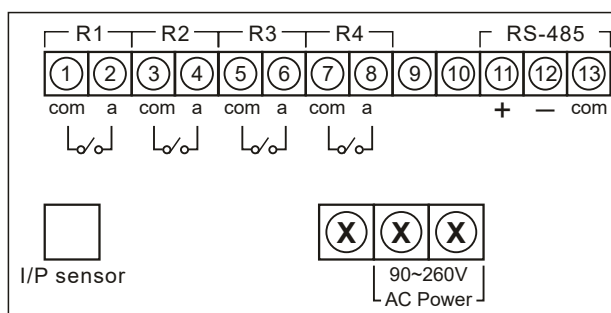 R1 R2 R3 R4 RS-485
1 2 3 4 5 6 7 8 9 10 11 12 13
com a com a com a com a + − com
X X X
I/P sensor 90~260V
AC Power